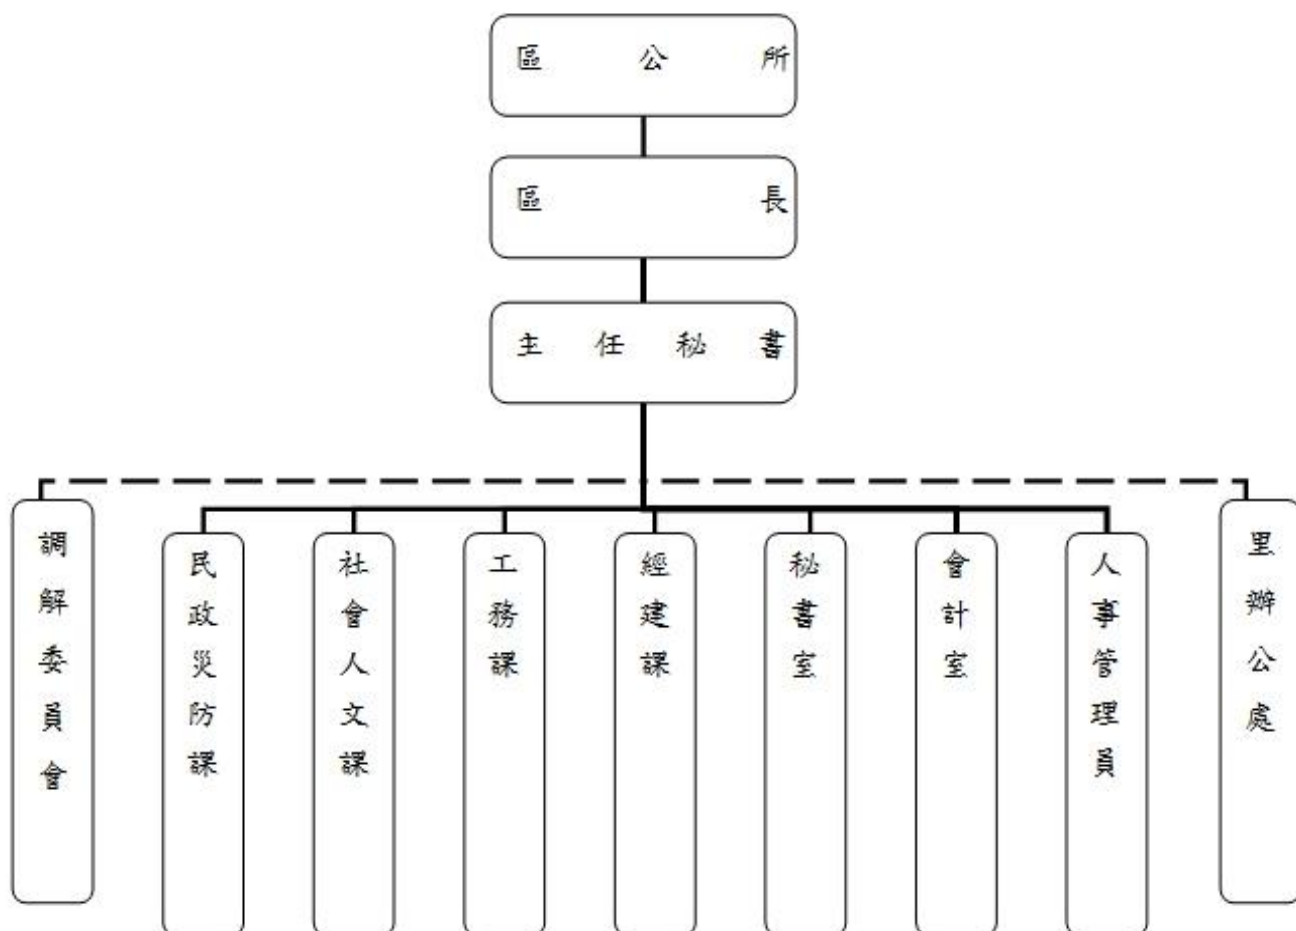 區公所
區長
主任秘書
調解委員會
民政災防課
社會人文課
工務課
經建課
秘書室
會計室
人事管理員
里辦公處